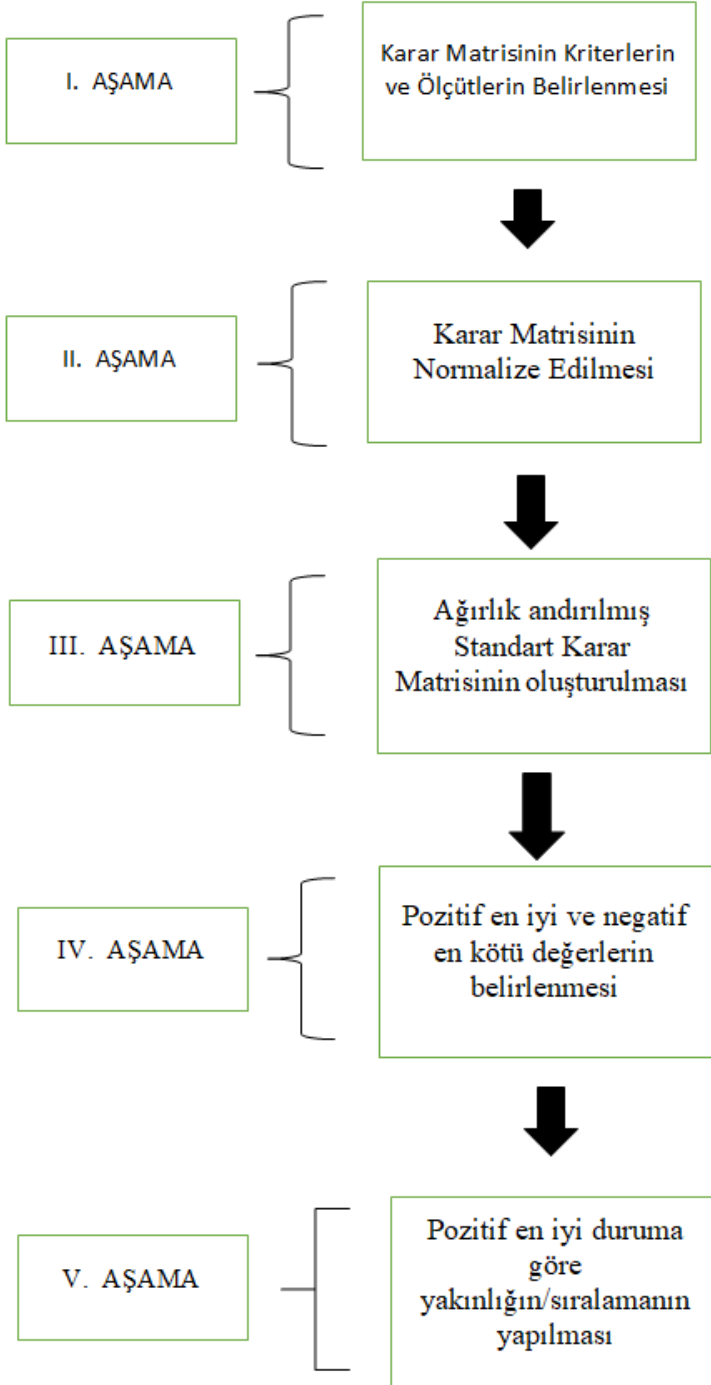 I. AŞAMA
Karar Matrisinin Kriterlerin
ve Ölçütlerin Belirlenmesi
II. AŞAMA
Karar Matrisinin
Normalize Edilmesi
III. AŞAMA
Ağırlık andırılmış
Standart Karar
Matrisinin oluşturulması
IV. AŞAMA
Pozitif en iyi ve negatif
en kötü değerlerin
belirlenmesi
V. AŞAMA
Pozitif en iyi duruma
göre
yakınlığın/sıralamanın
yapılması